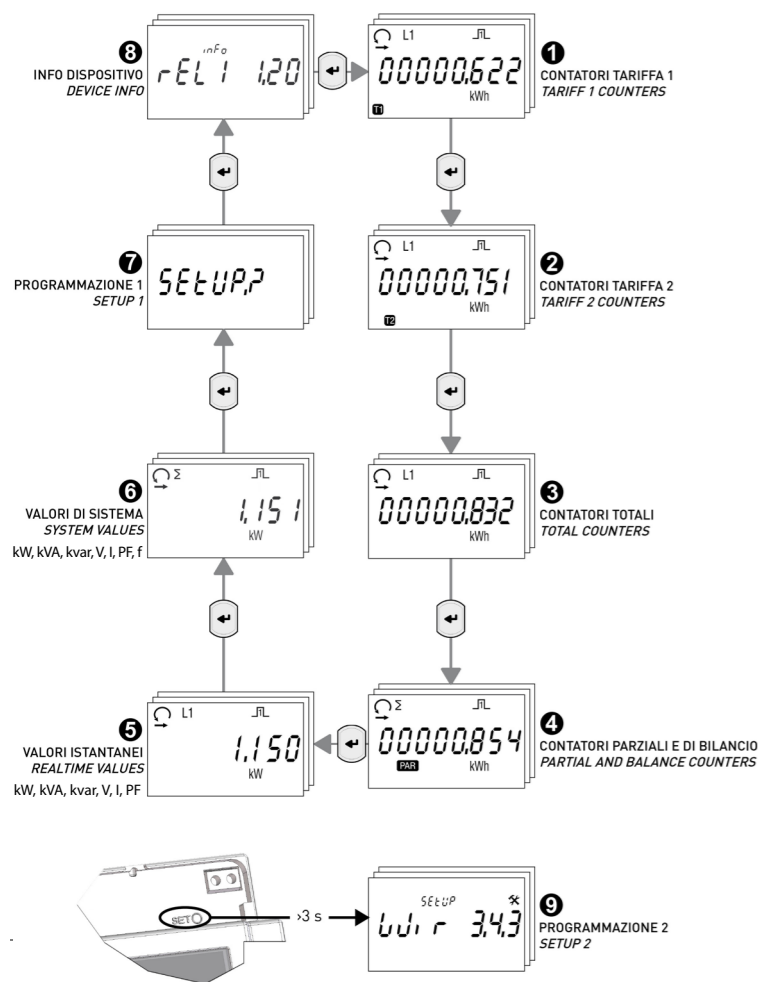 8
INFO DISPOSITIVO
DEVICE INFO
inFo
rEL1 1.20
L1
00000.622
kWh
T1
1
CONTATORI TARIFFA 1
TARIFF 1 COUNTERS
7
PROGRAMMAZIONE 1
SETUP 1
SEtUP.?
L1
00000.751
kWh
T2
2
CONTATORI TARIFFA 2
TARIFF 2 COUNTERS
6
VALORI DI SISTEMA
SYSTEM VALUES
kW, kVA, kvar, V, I, PF, f
Σ
1.151
kW
L1
00000.832
kWh
3
CONTATORI TOTALI
TOTAL COUNTERS
5
VALORI ISTANTANEI
REALTIME VALUES
kW, kVA, kvar, V, I, PF
L1
1.150
kW
Σ
00000.854
PAR kWh
4
CONTATORI PARZIALI E DI BILANCIO
PARTIAL AND BALANCE COUNTERS
SET
>3 s
SEtUP
Wir 3.4.3
9
PROGRAMMAZIONE 2
SETUP 2